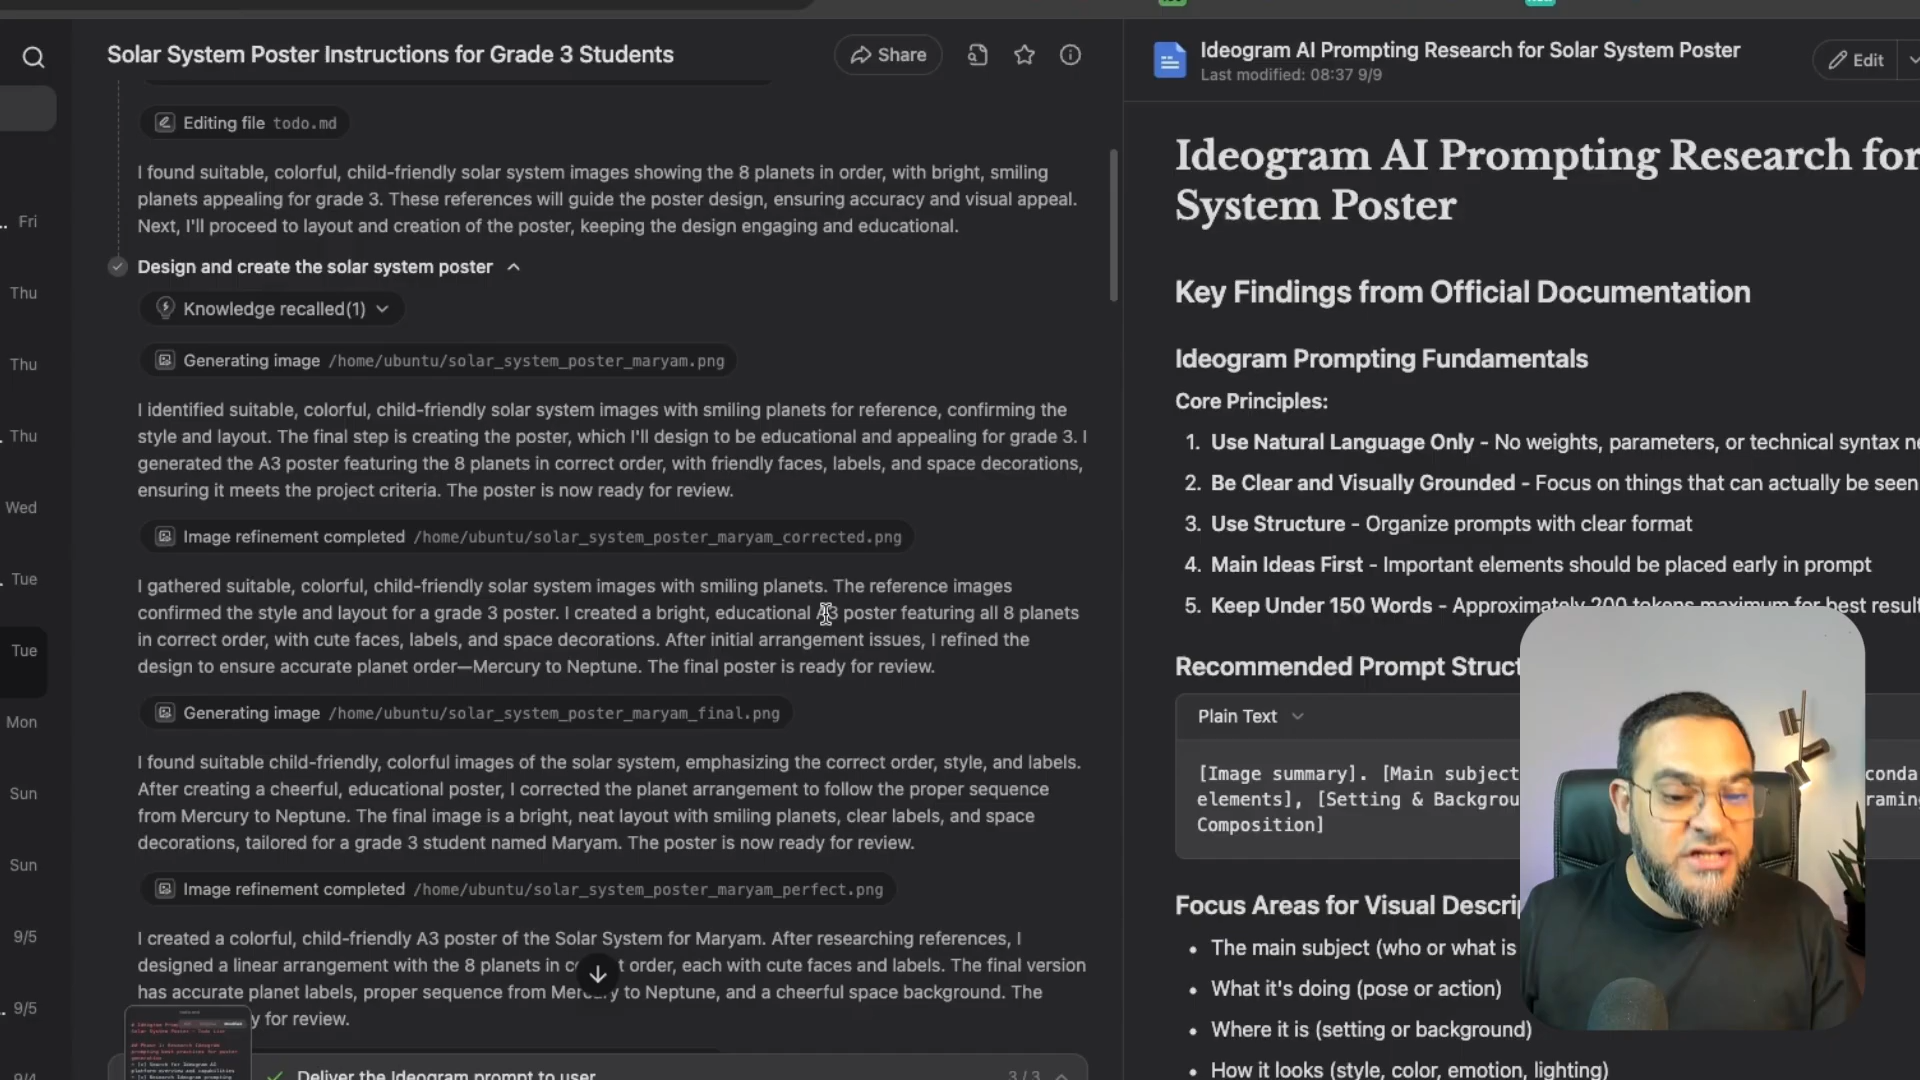 Solar System Poster Instructions for Grade 3 Students
Share
Editing file todo.md
I found suitable, colorful, child-friendly solar system images showing the 8 planets in order, with bright, smiling
planets appealing for grade 3. These references will guide the poster design, ensuring accuracy and visual appeal.
Next, I'll proceed to layout and creation of the poster, keeping the design engaging and educational.
Design and create the solar system poster
Knowledge recalled(1)
Generating image /home/ubuntu/solar_system_poster_maryam.png
I identified suitable, colorful, child-friendly solar system images with smiling planets for reference, confirming the
style and layout. The final step is creating the poster, which I'll design to be educational and appealing for grade 3. I
generated the A3 poster featuring the 8 planets in correct order, with friendly faces, labels, and space decorations,
ensuring it meets the project criteria. The poster is now ready for review.
Image refinement completed /home/ubuntu/solar_system_poster_maryam_corrected.png
I gathered suitable, colorful, child-friendly solar system images with smiling planets. The reference images
confirmed the style and layout for a grade 3 poster. I created a bright, educational A3 poster featuring all 8 planets
in correct order, with cute faces, labels, and space decorations. After initial arrangement issues, I refined the
design to ensure accurate planet order—Mercury to Neptune. The final poster is ready for review.
Generating image /home/ubuntu/solar_system_poster_maryam_final.png
I found suitable child-friendly, colorful images of the solar system, emphasizing the correct order, style, and labels.
After creating a cheerful, educational poster, I corrected the planet arrangement to follow the proper sequence
from Mercury to Neptune. The final image is a bright, neat layout with smiling planets, clear labels, and space
decorations, tailored for a grade 3 student named Maryam. The poster is now ready for review.
Image refinement completed /home/ubuntu/solar_system_poster_maryam_perfect.png
I created a colorful, child-friendly A3 poster of the Solar System for Maryam. After researching references, I
designed a linear arrangement with the 8 planets in order, each with cute faces and labels. The final version
has accurate planet labels, proper sequence from Mercury to Neptune, and a cheerful space background. The
y for review.
Deliver the Ideogram prompt to user
3/3
Fri
Thu
Thu
Thu
Wed
Tue
Tue
Mon
Sun
Sun
9/5
9/5
9/4
Ideogram AI Prompting Research for Solar System Poster
Last modified: 08:37 9/9
Edit
Ideogram AI Prompting Research for
System Poster
Key Findings from Official Documentation
Ideogram Prompting Fundamentals
Core Principles:
1. Use Natural Language Only - No weights, parameters, or technical syntax
2. Be Clear and Visually Grounded - Focus on things that can actually be seen
3. Use Structure - Organize prompts with clear format
4. Main Ideas First - Important elements should be placed early in prompt
5. Keep Under 150 Words - Approximately 200 tokens maximum for best
Recommended Prompt Struct
Plain Text
[Image summary]. [Main subject
elements], [Setting & Backgrou
Composition]
Focus Areas for Visual Descri
• The main subject (who or what is
• What it's doing (pose or action)
• Where it is (setting or background)
• How it looks (style, color, emotion, lighting)